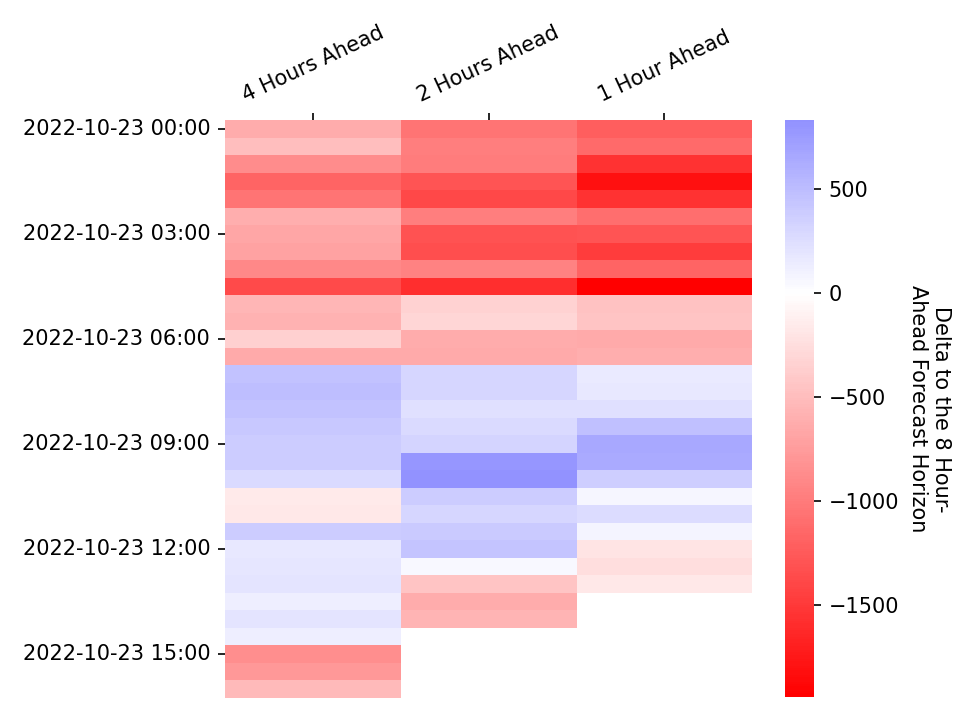 4 Hours Ahead
2 Hours Ahead
1 Hour Ahead
2022-10-23 00:00
2022-10-23 03:00
2022-10-23 06:00
2022-10-23 09:00
2022-10-23 12:00
2022-10-23 15:00
500
0
−500
−1000
−1500
Delta to the 8 Hour-
Ahead Forecast Horizon